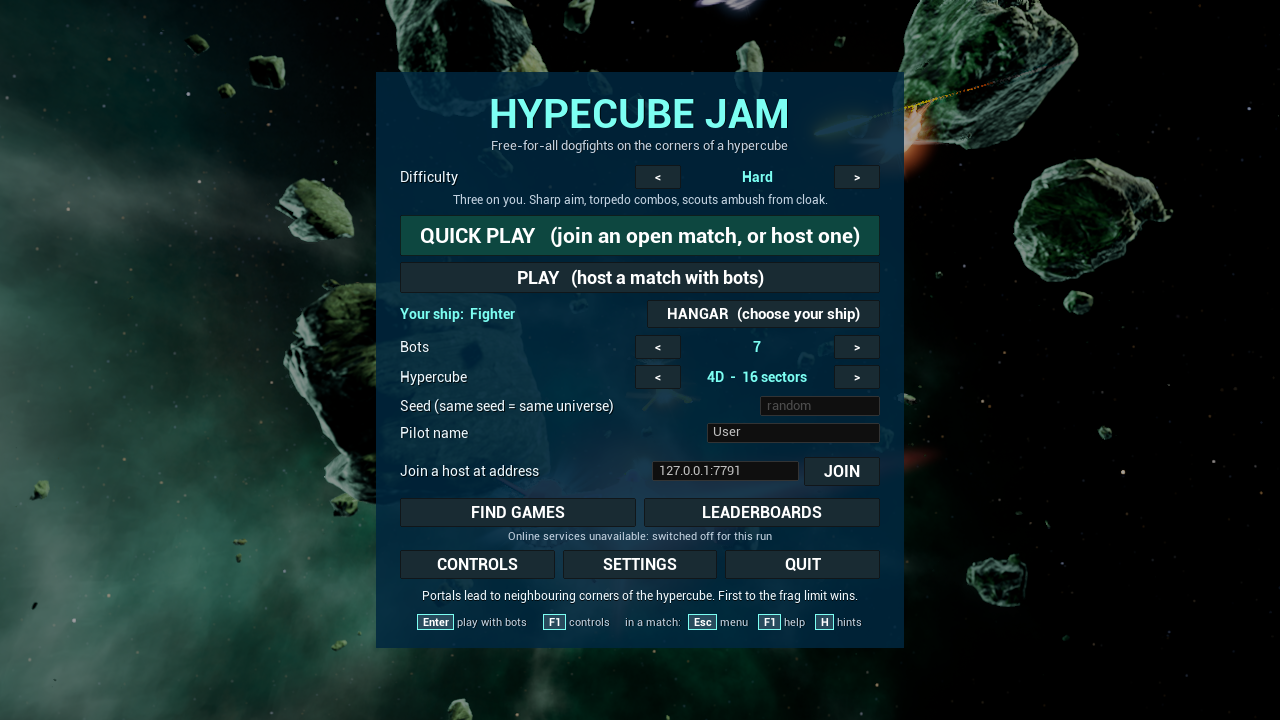 HYPECUBE JAM
Free-for-all dogfights on the corners of a hypercube
Difficulty < Hard >
Three on you. Sharp aim, torpedo combos, scouts ambush from cloak.
QUICK PLAY (join an open match, or host one)
PLAY (host a match with bots)
Your ship: Fighter HANGAR (choose your ship)
Bots < 7 >
Hypercube < 4D - 16 sectors >
Seed (same seed = same universe) random
Pilot name User
Join a host at address 127.0.0.1:7791 JOIN
FIND GAMES LEADERBOARDS
Online services unavailable: switched off for this run
CONTROLS SETTINGS QUIT
Portals lead to neighbouring corners of the hypercube. First to the frag limit wins.
Enter play with bots F1 controls in a match: Esc menu F1 help H hints